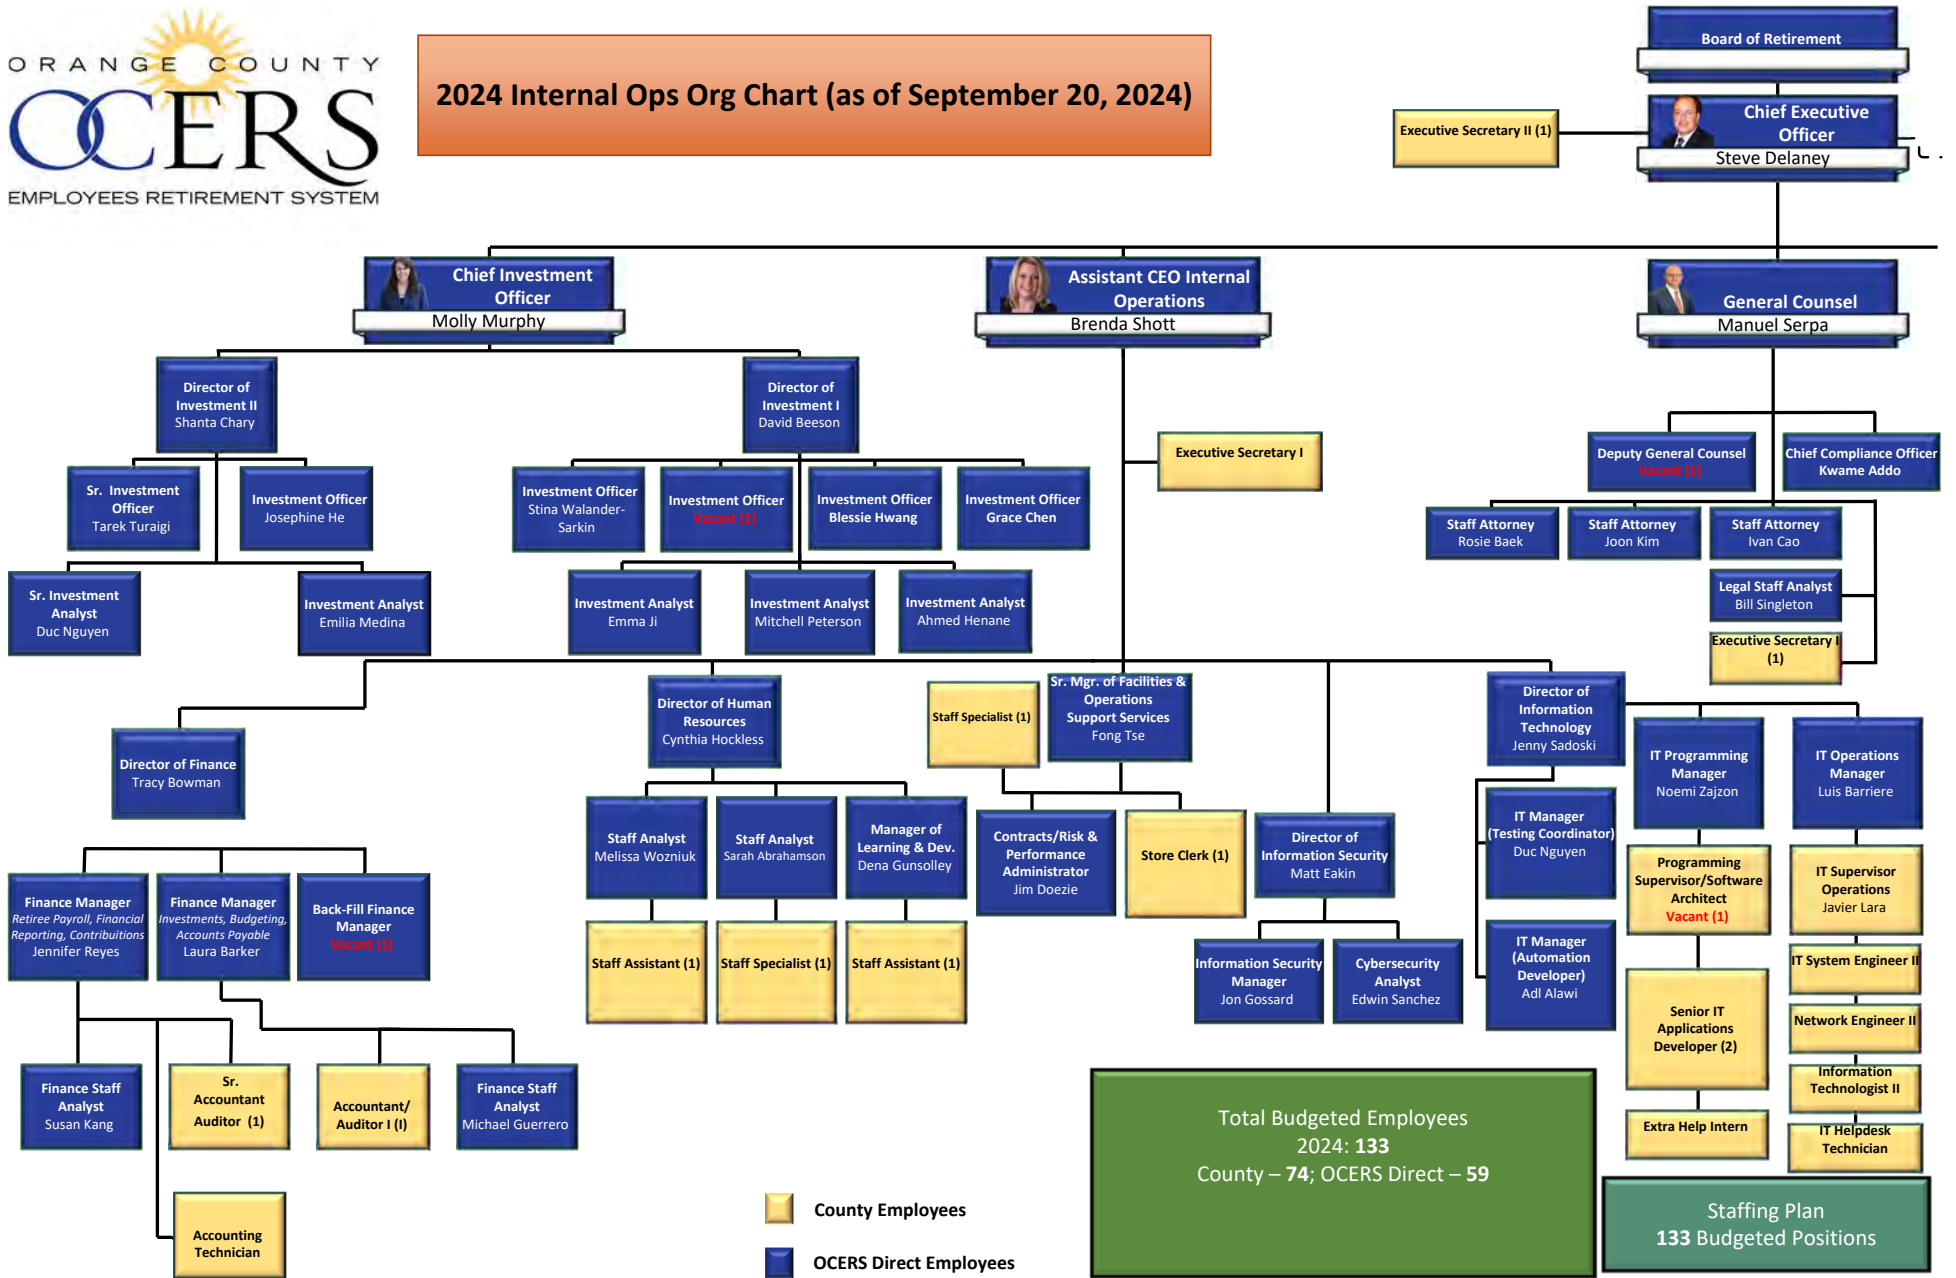 ORANGE COUNTY
OCERS
EMPLOYEES RETIREMENT SYSTEM
2024 Internal Ops Org Chart (as of September 20, 2024)
Board of Retirement
Executive Secretary II (1)
Chief Executive
Officer
Steve Delaney
Chief Investment
Officer
Molly Murphy
Assistant CEO Internal
Operations
Brenda Shott
General Counsel
Manuel Serpa
Director of
Investment II
Shanta Chary
Director of
Investment I
David Beeson
Executive Secretary I
Deputy General Counsel
Vacant (1)
Chief Compliance Officer
Kwame Addo
Sr. Investment
Officer
Tarek Turaigi
Investment Officer
Josephine He
Investment Officer
Stina Walander-
Sarkin
Investment Officer
Vacant (1)
Investment Officer
Blessie Hwang
Investment Officer
Grace Chen
Staff Attorney
Rosie Baek
Staff Attorney
Joon Kim
Staff Attorney
Ivan Cao
Sr. Investment
Analyst
Duc Nguyen
Investment Analyst
Emilia Medina
Investment Analyst
Emma Ji
Investment Analyst
Mitchell Peterson
Investment Analyst
Ahmed Henane
Legal Staff Analyst
Bill Singleton
Executive Secretary I
(1)
Director of Finance
Tracy Bowman
Director of Human
Resources
Cynthia Hockless
Staff Specialist (1)
Sr. Mgr. of Facilities &
Operations
Support Services
Fong Tse
Director of
Information
Technology
Jenny Sadoski
IT Programming
Manager
Noemi Zajzon
IT Operations
Manager
Luis Barriere
Staff Analyst
Melissa Wozniuk
Staff Analyst
Sarah Abrahamson
Manager of
Learning & Dev.
Dena Gunsolley
Contracts/Risk &
Performance
Administrator
Jim Doezie
Store Clerk (1)
Director of
Information Security
Matt Eakin
IT Manager
(Testing Coordinator)
Duc Nguyen
Programming
Supervisor/Software
Architect
Vacant (1)
IT Supervisor
Operations
Javier Lara
Finance Manager
Retiree Payroll, Financial
Reporting, Contribuitions
Jennifer Reyes
Finance Manager
Investments, Budgeting,
Accounts Payable
Laura Barker
Back-Fill Finance
Manager
Vacant (1)
Staff Assistant (1)
Staff Specialist (1)
Staff Assistant (1)
Information Security
Manager
Jon Gossard
Cybersecurity
Analyst
Edwin Sanchez
IT Manager
(Automation
Developer)
Adl Alawi
Senior IT
Applications
Developer (2)
IT System Engineer II
Network Engineer II
Information
Technologist II
IT Helpdesk
Technician
Extra Help Intern
Finance Staff
Analyst
Susan Kang
Sr.
Accountant
Auditor (1)
Accountant/
Auditor I (I)
Finance Staff
Analyst
Michael Guerrero
Accounting
Technician
Total Budgeted Employees
2024: 133
County – 74; OCERS Direct – 59
Staffing Plan
133 Budgeted Positions
County Employees
OCERS Direct Employees